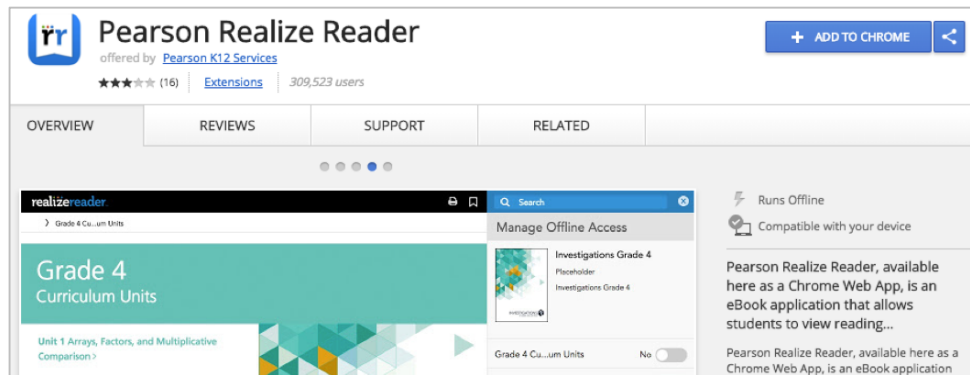 rr
Pearson Realize Reader
offered by Pearson K12 Services
(16) Extensions 309,523 users
+ ADD TO CHROME
OVERVIEW REVIEWS SUPPORT RELATED
realizereader.
> Grade 4 Cu...um Units
Grade 4
Curriculum Units
Unit 1 Arrays, Factors, and Multiplicative
Comparison >
Search
Manage Offline Access
Investigations Grade 4
Placeholder
Investigations Grade 4
INVESTIGATIONS
Grade 4 Cu...um Units No
Runs Offline
Compatible with your device
Pearson Realize Reader, available
here as a Chrome Web App, is an
eBook application that allows
students to view reading...
Pearson Realize Reader, available here as a
Chrome Web App, is an eBook application